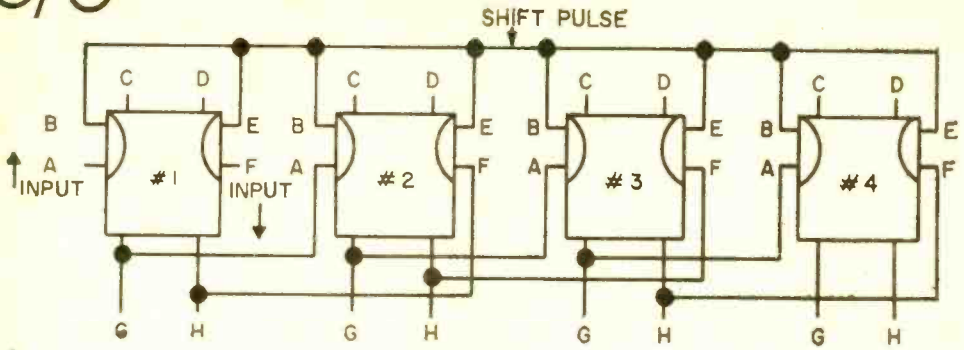 SHIFT PULSE
C D C D C D C D
B E B E B E B E
A F A F A F A F
INPUT #1 INPUT #2 #3 #4
G H G H G H G H